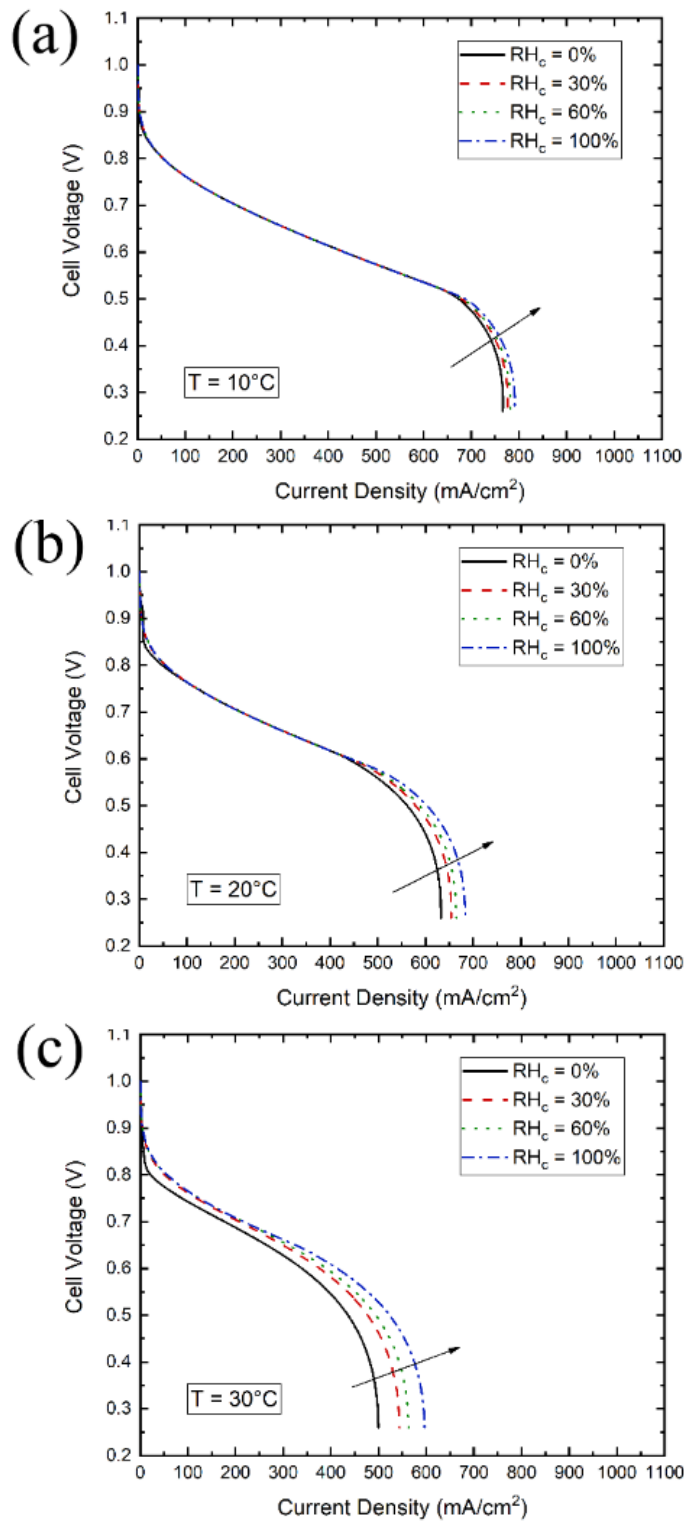 (a)
1.1
1.0
0.9
0.8
0.7
0.6
0.5
0.4
0.3
0.2
Cell Voltage (V)
RHc = 0%
RHc = 30%
RHc = 60%
RHc = 100%
T = 10°C
0 100 200 300 400 500 600 700 800 900 1000 1100
Current Density (mA/cm²)
(b)
1.1
1.0
0.9
0.8
0.7
0.6
0.5
0.4
0.3
0.2
Cell Voltage (V)
RHc = 0%
RHc = 30%
RHc = 60%
RHc = 100%
T = 20°C
0 100 200 300 400 500 600 700 800 900 1000 1100
Current Density (mA/cm²)
(c)
1.1
1.0
0.9
0.8
0.7
0.6
0.5
0.4
0.3
0.2
Cell Voltage (V)
RHc = 0%
RHc = 30%
RHc = 60%
RHc = 100%
T = 30°C
0 100 200 300 400 500 600 700 800 900 1000 1100
Current Density (mA/cm²)